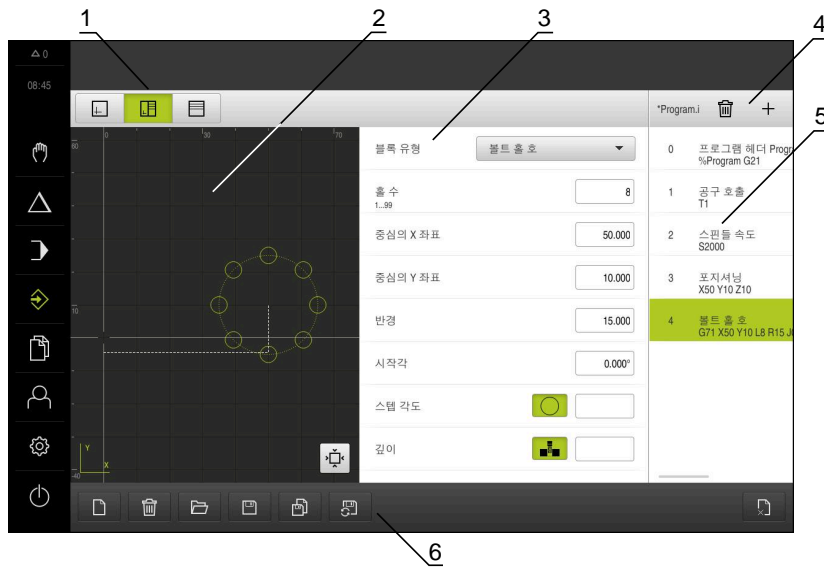 1
2
3
4
5
6
0
08:45
*Program.i
0
30
70
60
10
-40
Y
X
블록 유형
볼트 홀 호
홀 수
1...99
8
중심의 X 좌표
50.000
중심의 Y 좌표
10.000
반경
15.000
시작각
0.000°
스텝 각도
깊이
0 프로그램 헤더 Progr
%Program G21
1 공구 호출
T1
2 스핀들 속도
S2000
3 포지셔닝
X50 Y10 Z10
4 볼트 홀 호
G71 X50 Y10 L8 R15